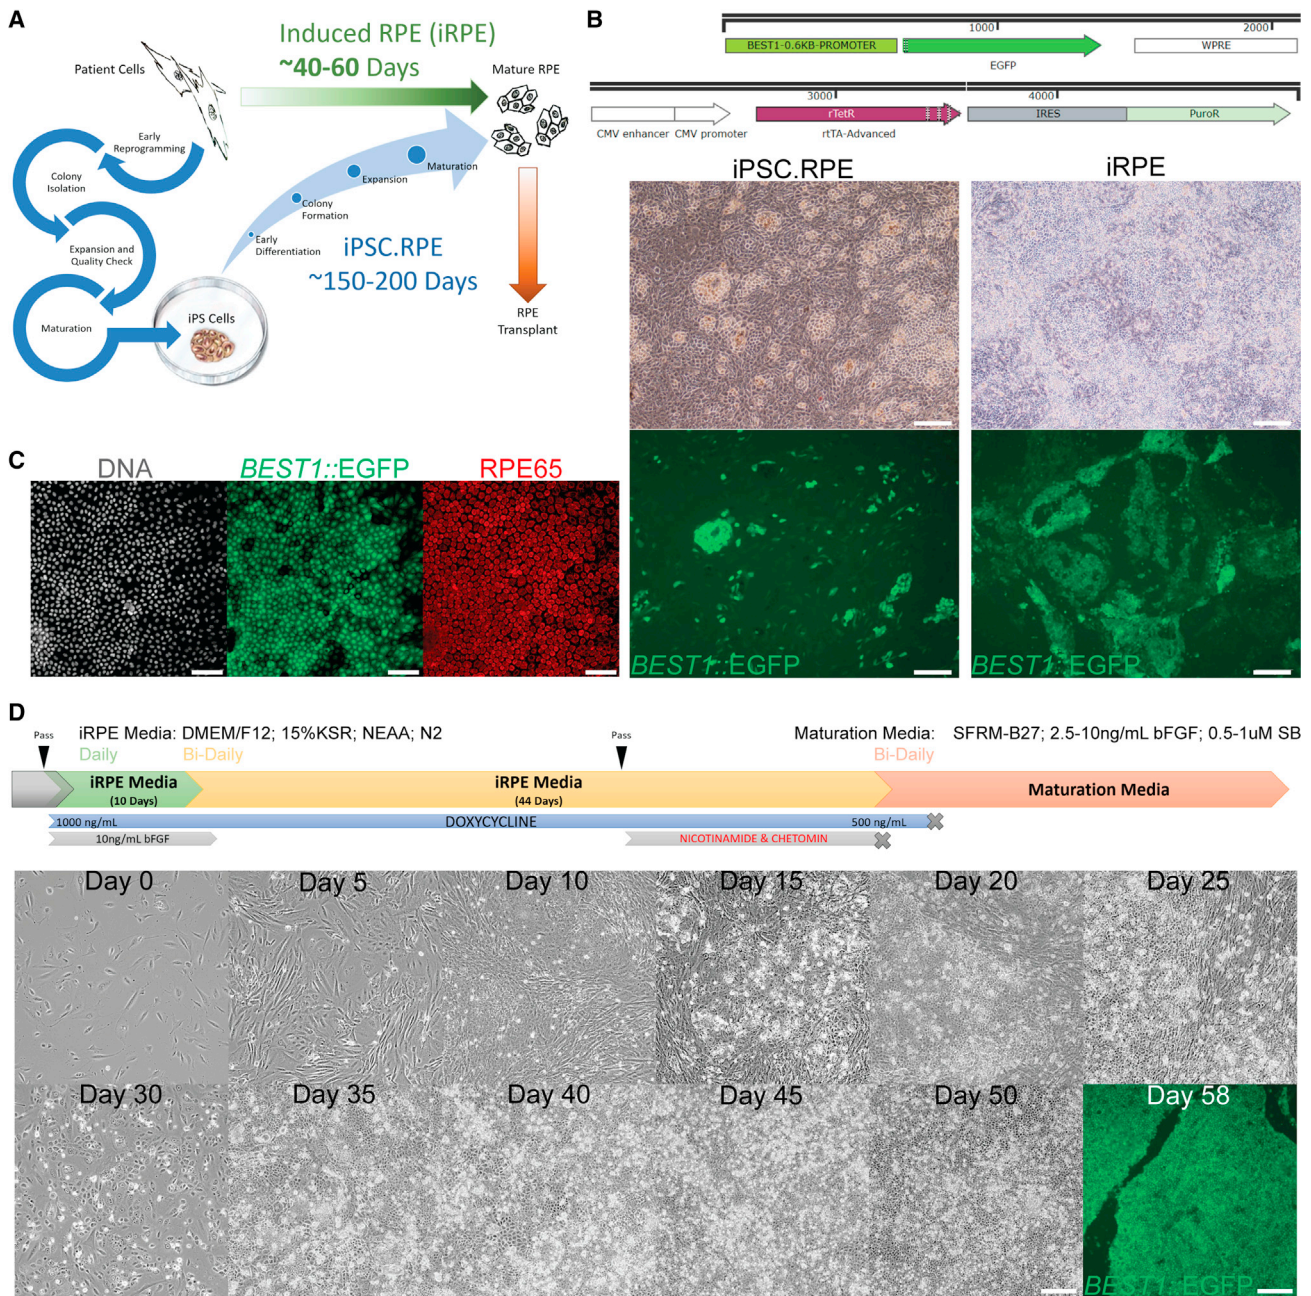 A
Induced RPE (iRPE)
~40-60 Days
Patient Cells
Mature RPE
Early
Reprogramming
Colony
Isolation
Expansion and
Quality Check
Maturation
iPS Cells
Early
Differentiation
Colony
Formation
Expansion
Maturation
iPSC.RPE
~150-200 Days
RPE
Transplant
B
1000
2000
BEST1-0.6KB-PROMOTER
EGFP
WPRE
3000
4000
CMV enhancer
CMV promoter
rTetR
rtTA-Advanced
IRES
PuroR
iPSC.RPE
iRPE
BEST1::EGFP
BEST1::EGFP
C
DNA
BEST1::EGFP
RPE65
D
Pass
iRPE Media: DMEM/F12; 15%KSR; NEAA; N2
Daily
Bi-Daily
Pass
Maturation Media: SFRM-B27; 2.5-10ng/mL bFGF; 0.5-1uM SB
Bi-Daily
iRPE Media
(10 Days)
iRPE Media
(44 Days)
Maturation Media
1000 ng/mL
DOXYCYCLINE
500 ng/mL
10ng/mL bFGF
NICOTINAMIDE & CHETOMIN
Day 0
Day 5
Day 10
Day 15
Day 20
Day 25
Day 30
Day 35
Day 40
Day 45
Day 50
Day 58
BEST1::EGFP